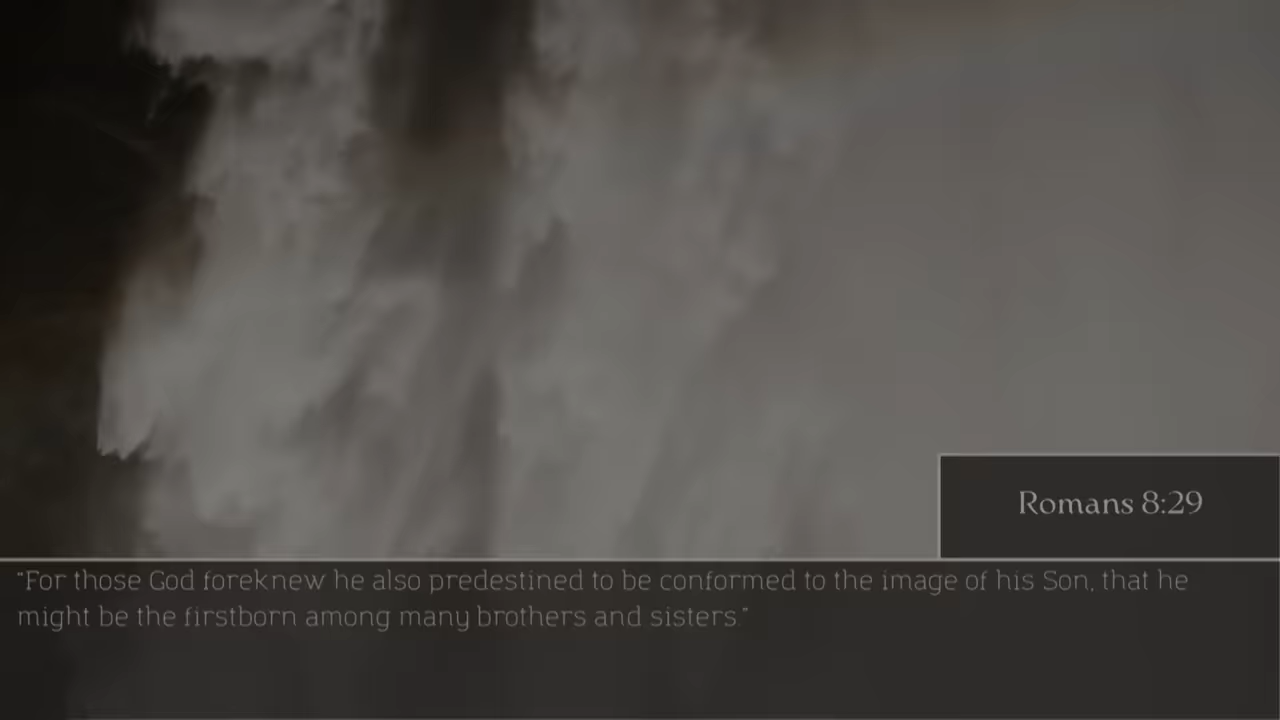 Romans 8:29
"For those God foreknew he also predestined to be conformed to the image of his Son, that he
might be the firstborn among many brothers and sisters."